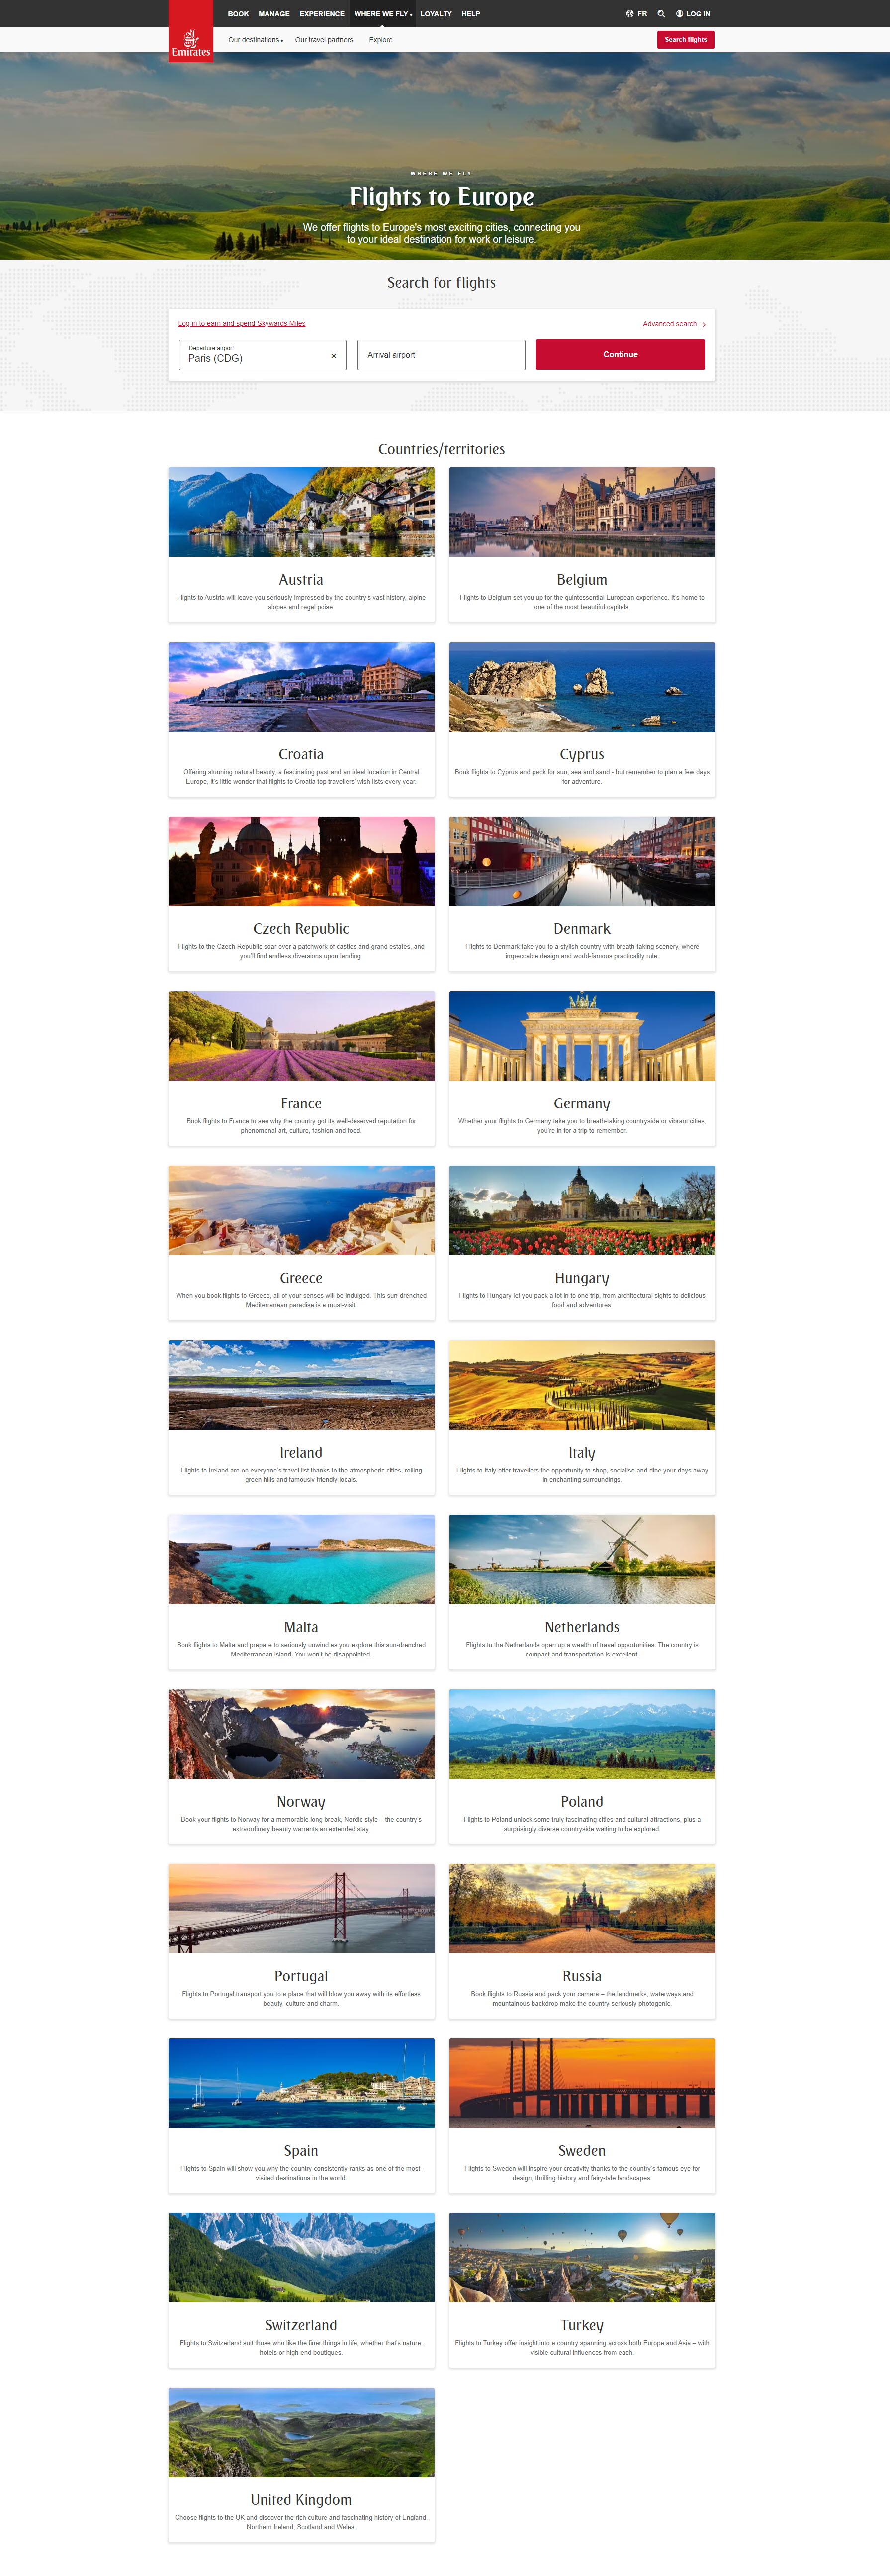 BOOK MANAGE EXPERIENCE WHERE WE FLY LOYALTY HELP FR LOG IN
Emirates
Our destinations Our travel partners Explore Search flights
WHERE WE FLY
Flights to Europe
We offer flights to Europe's most exciting cities, connecting you
to your ideal destination for work or leisure.
Search for flights
Log in to earn and spend Skywards Miles Advanced search
Departure airport
Paris (CDG)
Arrival airport
Continue
Countries/territories
Austria
Flights to Austria will leave you seriously impressed by the country's vast history, alpine
slopes and regal poise.
Belgium
Flights to Belgium set you up for the quintessential European experience. It's home to
one of the most beautiful capitals.
Croatia
Offering stunning natural beauty, a fascinating past and an ideal location in Central
Europe, it's little wonder that flights to Croatia top travellers' wish lists every year.
Cyprus
Book flights to Cyprus and pack for sun, sea and sand - but remember to plan a few days
for adventure.
Czech Republic
Flights to the Czech Republic soar over a patchwork of castles and grand estates, and
you'll find endless diversions upon landing.
Denmark
Flights to Denmark take you to a stylish country with breath-taking scenery, where
impeccable design and world-famous practicality rule.
France
Book flights to France to see why the country got its well-deserved reputation for
phenomenal art, culture, fashion and food.
Germany
Whether your flights to Germany take you to breath-taking countryside or vibrant cities,
you're in for a trip to remember.
Greece
When you book flights to Greece, all of your senses will be indulged. This sun-drenched
Mediterranean paradise is a must-visit.
Hungary
Flights to Hungary let you pack a lot in to one trip, from architectural sights to delicious
food and adventures.
Ireland
Flights to Ireland are on everyone's travel list thanks to the atmospheric cities, rolling
green hills and famously friendly locals.
Italy
Flights to Italy offer travellers the opportunity to shop, socialise and dine your days away
in enchanting surroundings.
Malta
Book flights to Malta and prepare to seriously unwind as you explore this sun-drenched
Mediterranean island. You won't be disappointed.
Netherlands
Flights to the Netherlands open up a wealth of travel opportunities. The country is
compact and transportation is excellent.
Norway
Book your flights to Norway for a memorable long break, Nordic style – the country's
extraordinary beauty warrants an extended stay.
Poland
Flights to Poland unlock some truly fascinating cities and cultural attractions, plus a
surprisingly diverse countryside waiting to be explored.
Portugal
Flights to Portugal transport you to a place that will blow you away with its effortless
beauty, culture and charm.
Russia
Book flights to Russia and pack your camera – the landmarks, waterways and
mountainous backdrop make the country seriously photogenic.
Spain
Flights to Spain will show you why the country consistently ranks as one of the most-
visited destinations in the world.
Sweden
Flights to Sweden will inspire your creativity thanks to the country's famous eye for
design, thrilling history and fairy-tale landscapes.
Switzerland
Flights to Switzerland suit those who like the finer things in life, whether that's nature,
hotels or high-end boutiques.
Turkey
Flights to Turkey offer insight into a country spanning across both Europe and Asia – with
visible cultural influences from each.
United Kingdom
Choose flights to the UK and discover the rich culture and fascinating history of England,
Northern Ireland, Scotland and Wales.